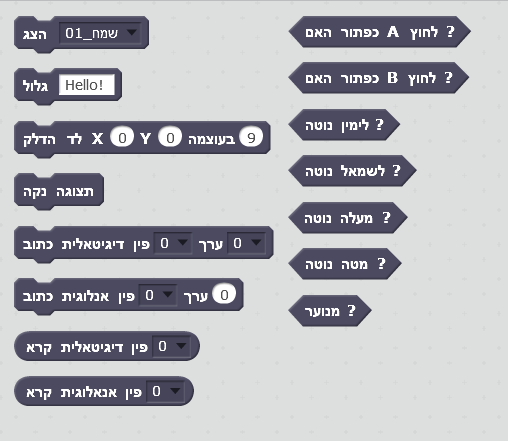 הצג שמח_01
גלול Hello!
הדלק לד X 0 Y 0 בעוצמה 9
נקה תצוגה
כתוב דיגיטאלית פין 0 ערך 0
כתוב אנלוגית פין 0 ערך 0
קרא דיגיטאלית פין 0
קרא אנאלוגית פין 0
האם כפתור A לחוץ ?
האם כפתור B לחוץ ?
נוטה לימין ?
נוטה לשמאל ?
נוטה מעלה ?
נוטה מטה ?
מנוער ?